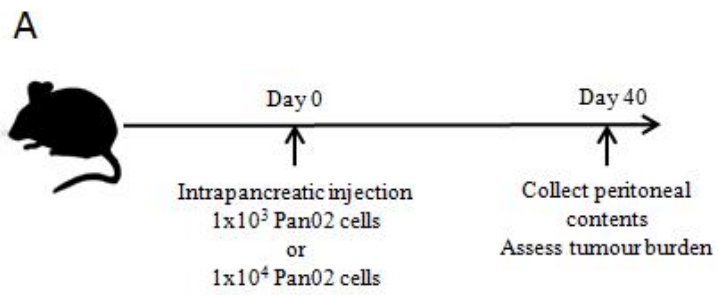 A
Day 0
Day 40
Intrapancreatic injection
1x10³ Pan02 cells
or
1x10⁴ Pan02 cells
Collect peritoneal
contents
Assess tumour burden